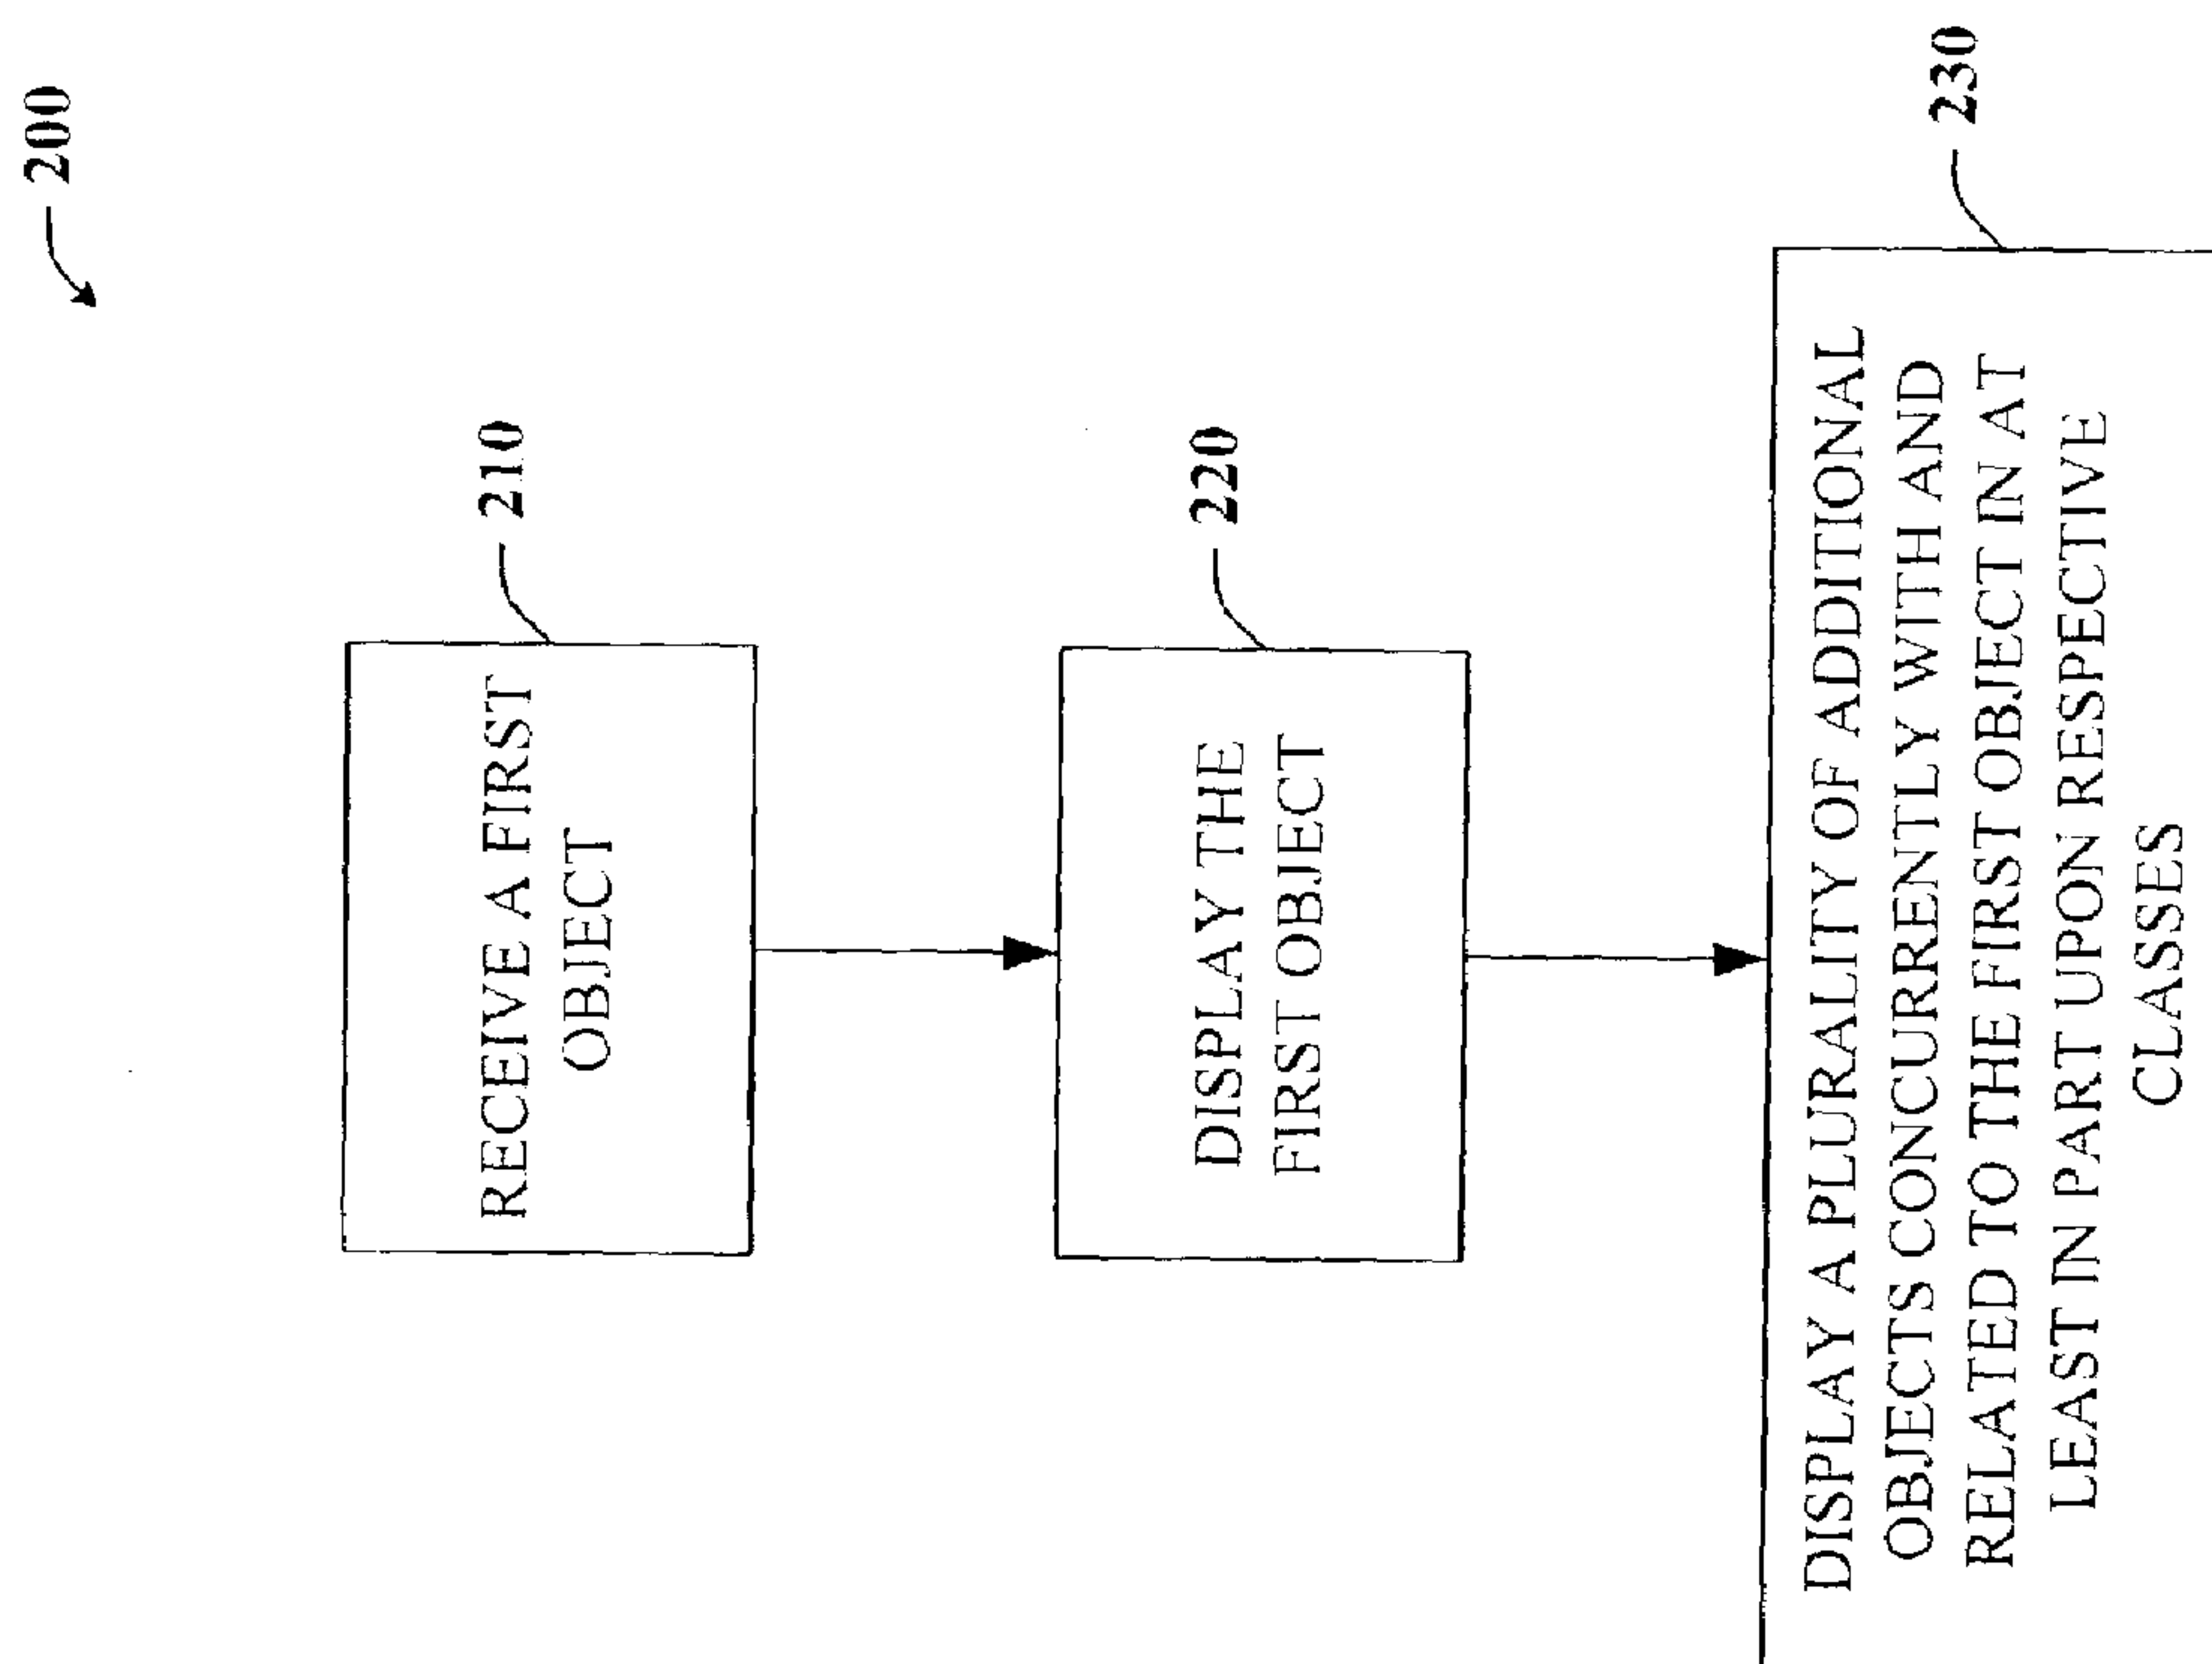 200
210
RECEIVE A FIRST
OBJECT
220
DISPLAY THE
FIRST OBJECT
230
DISPLAY A PLURALITY OF ADDITIONAL
OBJECTS CONCURRENTLY WITH AND
RELATED TO THE FIRST OBJECT IN AT
LEAST IN PART UPON RESPECTIVE
CLASSES